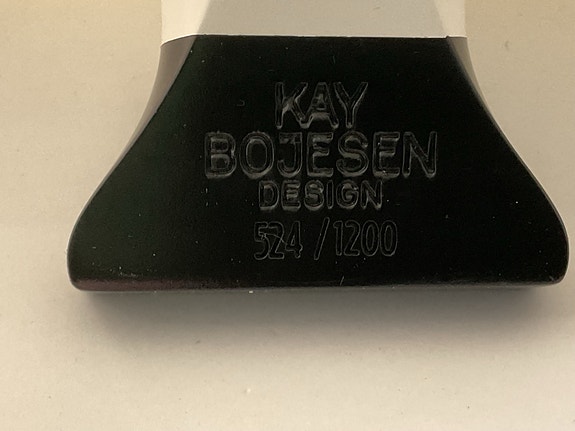 KAY
BOJESEN
DESIGN
524 / 1200